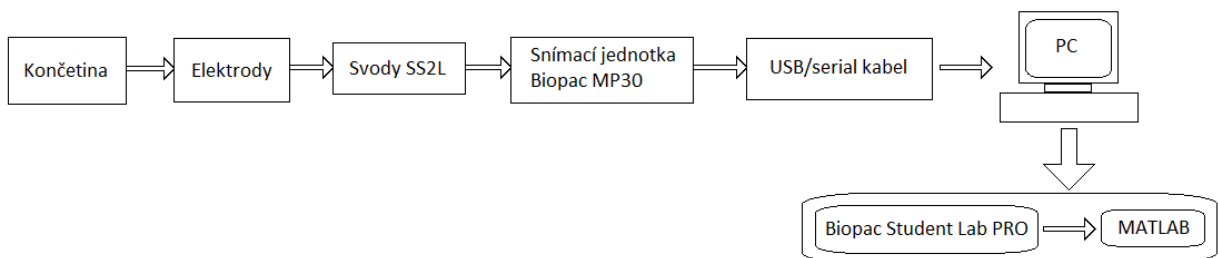 Končetina
Elektrody
Svody SS2L
Snímací jednotka
Biopac MP30
USB/serial kabel
PC
Biopac Student Lab PRO
MATLAB